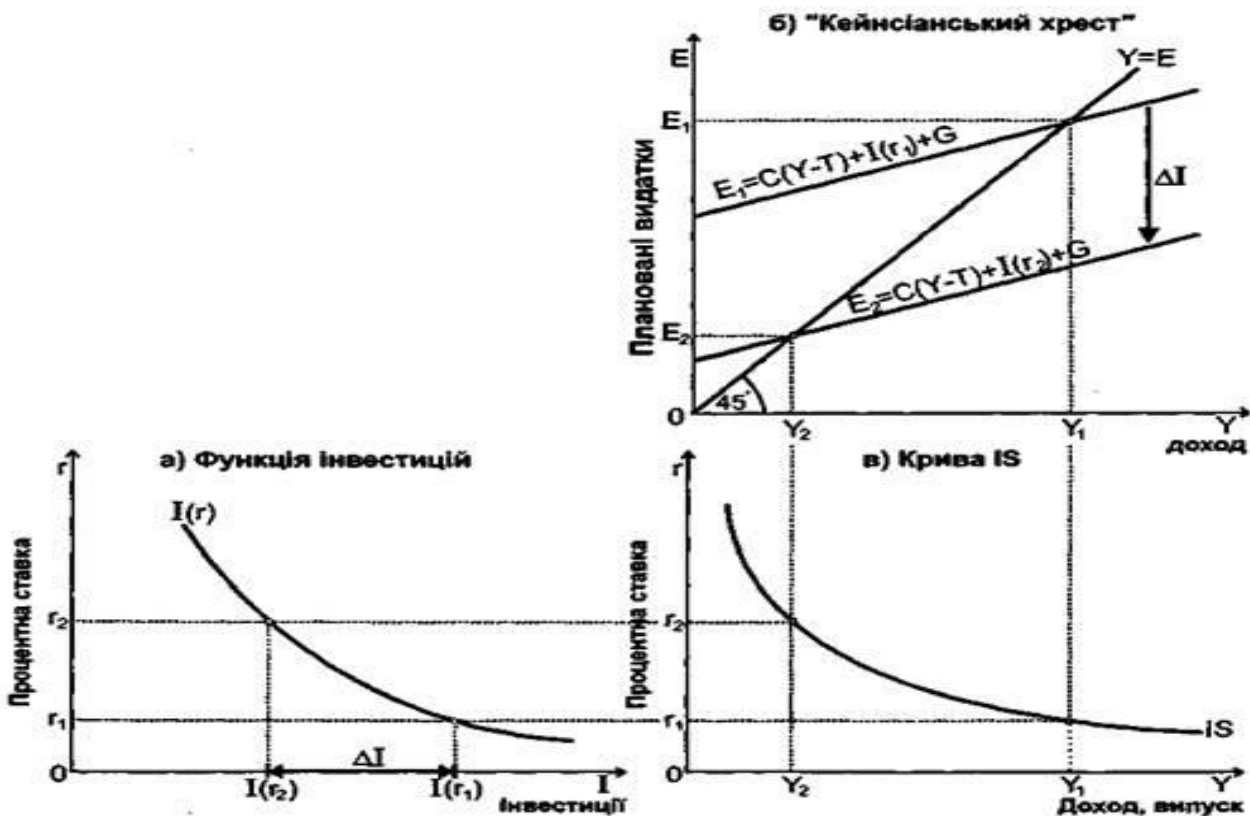 б) "Кейнсіанський хрест"
E
Y=E
E₁
E₁=C(Y-T)+I(r₁)+G
ΔI
Плановані видатки
E₂=C(Y-T)+I(r₂)+G
E₂
45°
0
Y₂
Y₁
Y
доход
а) Функція інвестицій
r
I(r)
Процентна ставка
r₂
r₁
0
ΔI
I(r₂)
I(r₁)
I
інвестиції
в) Крива IS
r
Процентна ставка
r₂
r₁
IS
0
Y₂
Y₁
Y
Доход, випуск